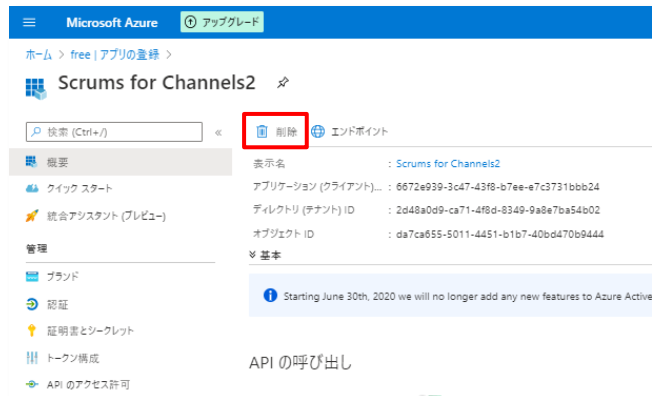 Microsoft Azure アップグレード
ホーム > free | アプリの登録 >
Scrums for Channels2
検索 (Ctrl+/) «
削除 エンドポイント
概要
クイック スタート
統合アシスタント (プレビュー)
管理
ブランド
認証
証明書とシークレット
トークン構成
API のアクセス許可
表示名 : Scrums for Channels2
アプリケーション (クライアント)... : 6672e939-3c47-43f8-b7ee-e7c3731bbb24
ディレクトリ (テナント) ID : 2d48a0d9-ca71-4f8d-8349-9a8e7ba54b02
オブジェクト ID : da7ca655-5011-4451-b1b7-40bd470b9444
基本
Starting June 30th, 2020 we will no longer add any new features to Azure Active
API の呼び出し